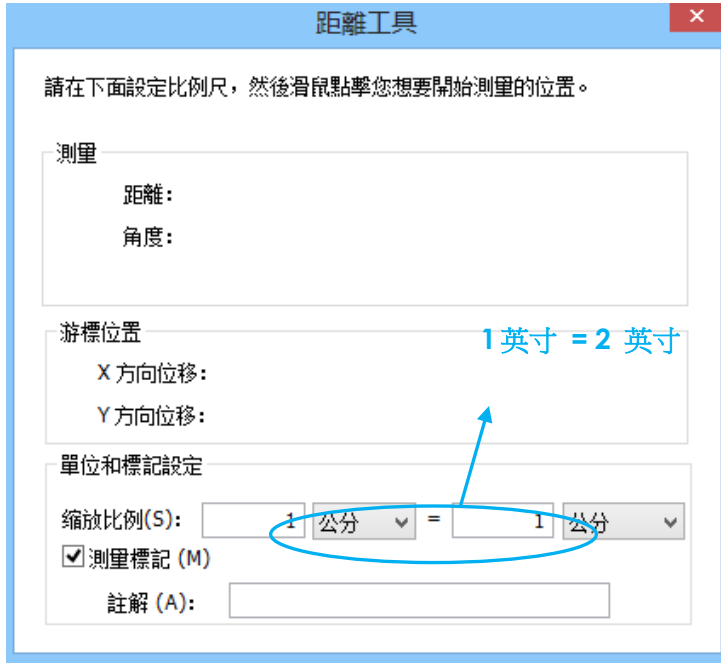 距離工具
請在下面設定比例尺，然後滑鼠點擊您想要開始測量的位置。
測量
距離：
角度：
游標位置
1 英寸 = 2 英寸
X 方向位移：
Y 方向位移：
單位和標記設定
缩放比例(S)： 1 公分 = 1 公分
測量標記 (M)
註解 (A)：